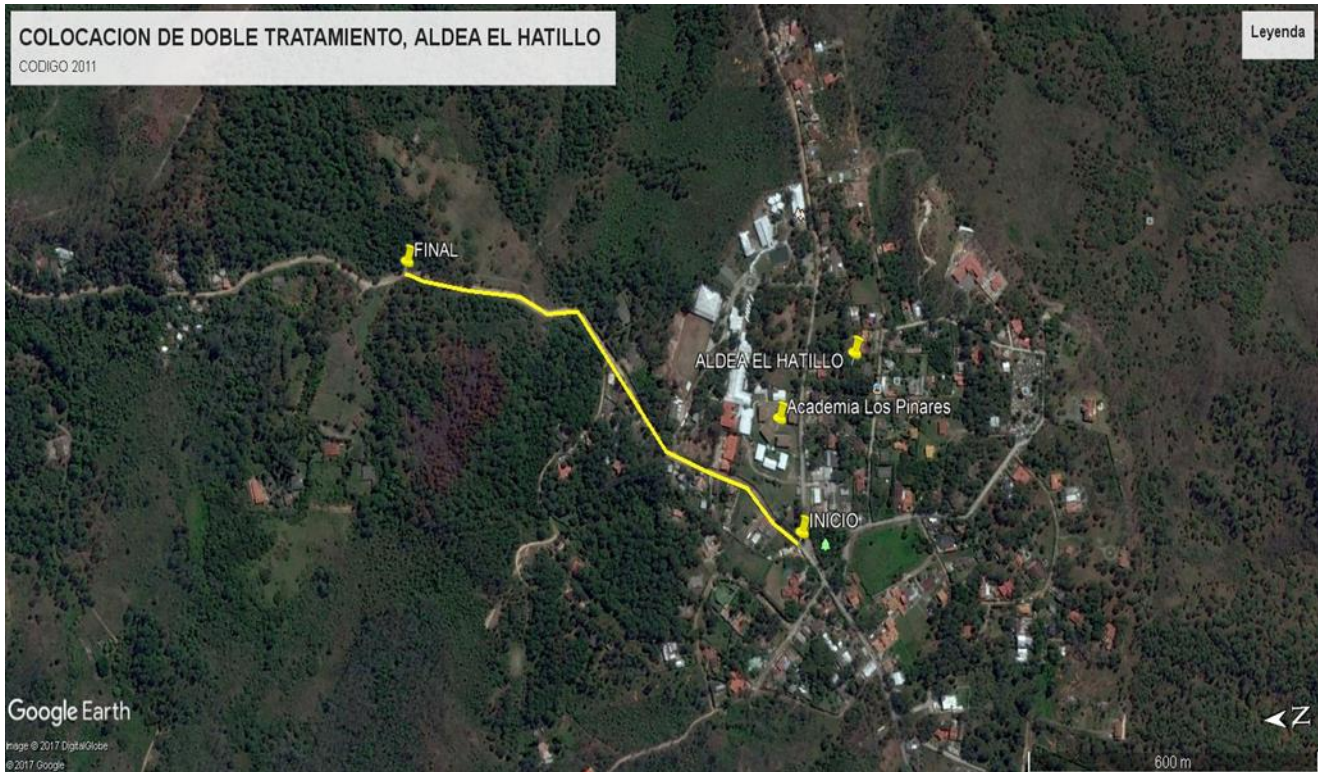 COLOCACION DE DOBLE TRATAMIENTO, ALDEA EL HATILLO
CODIGO 2011
Leyenda
FINAL
ALDEA EL HATILLO
Academia Los Pinares
INICIO
Google Earth
Image © 2017 DigitalGlobe
© 2017 Google
N
600 m